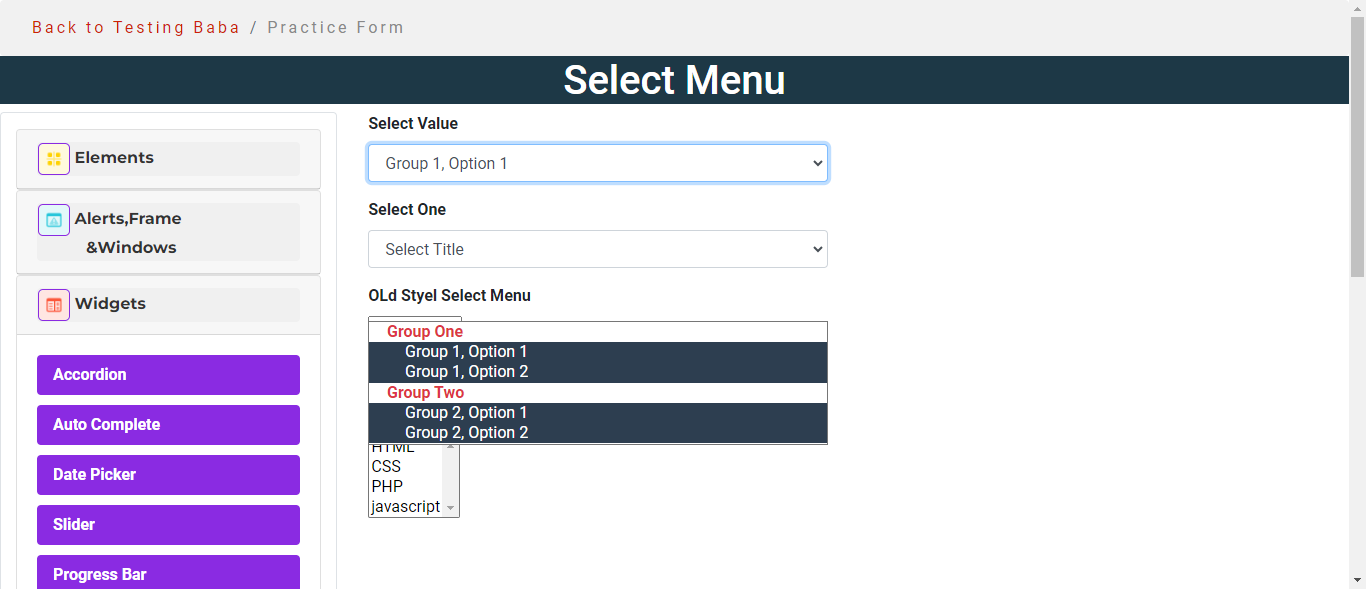 Back to Testing Baba / Practice Form
Select Menu
Elements
Alerts,Frame
&Windows
Widgets
Accordion
Auto Complete
Date Picker
Slider
Progress Bar
Select Value
Group 1, Option 1
Select One
Select Title
OLd Styel Select Menu
Group One
Group 1, Option 1
Group 1, Option 2
Group Two
Group 2, Option 1
Group 2, Option 2
HTML
CSS
PHP
javascript